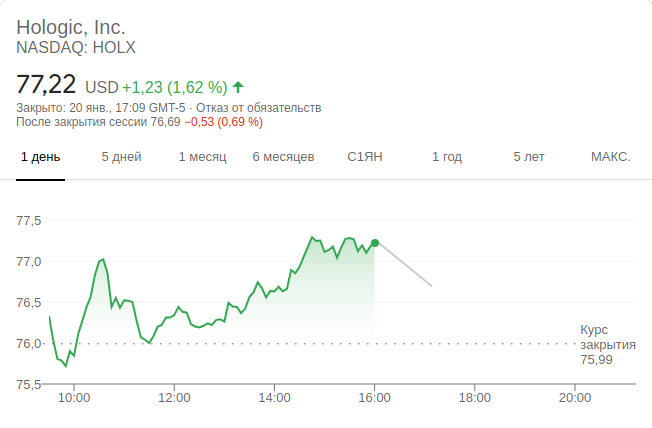 Hologic, Inc.
NASDAQ: HOLX
77,22 USD +1,23 (1,62 %)
Закрыто: 20 янв., 17:09 GMT-5 · Отказ от обязательств
После закрытия сессии 76,69 −0,53 (0,69 %)
1 день 5 дней 1 месяц 6 месяцев С1ЯН 1 год 5 лет МАКС.
77,5
77,0
76,5
76,0
75,5
Курс
закрытия
75,99
10:00 12:00 14:00 16:00 18:00 20:00